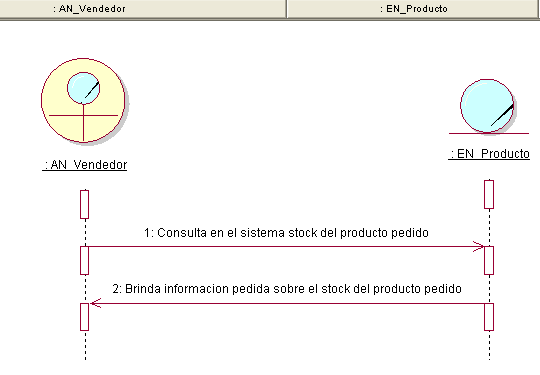 : AN_Vendedor
: EN_Producto
: AN_Vendedor
: EN_Producto
1: Consulta en el sistema stock del producto pedido
2: Brinda informacion pedida sobre el stock del producto pedido